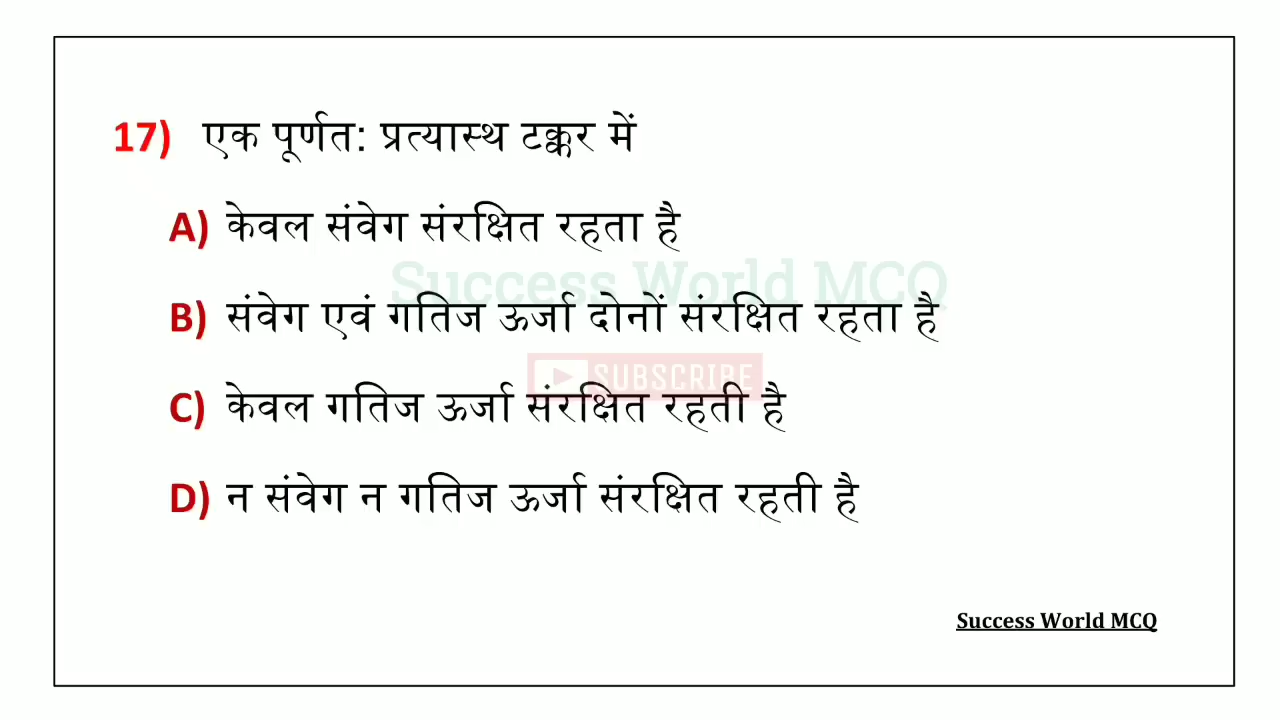 17) एक पूर्णत: प्रत्यास्थ टक्कर में
A) केवल संवेग संरक्षित रहता है
Success World MCQ
B) संवेग एवं गतिज ऊर्जा दोनों संरक्षित रहता है
SUBSCRIBE
C) केवल गतिज ऊर्जा संरक्षित रहती है
D) न संवेग न गतिज ऊर्जा संरक्षित रहती है
Success World MCQ